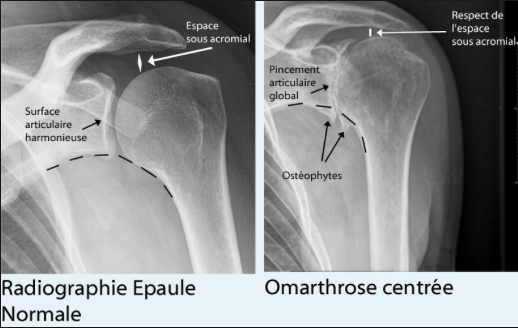 Espace
sous acromial
Surface
articulaire
harmonieuse
Radiographie Epaule
Normale
Respect de
l'espace
sous acromial
Pincement
articulaire
global
Ostéophytes
Omarthrose centrée